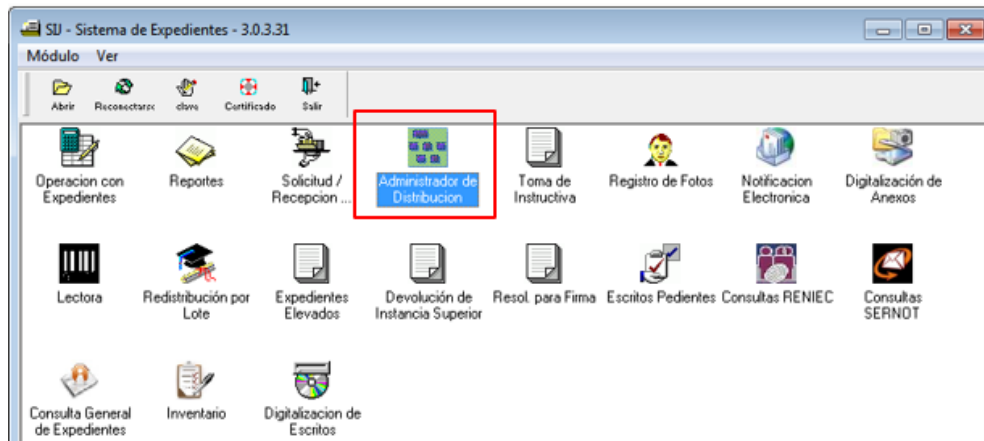 SIJ - Sistema de Expedientes - 3.0.3.31
Módulo Ver
Abrir Reconectarse clave Certificado Salir
Operacion con
Expedientes
Reportes
Solicitud /
Recepcion ...
Administrador de
Distribucion
Toma de
Instructiva
Registro de Fotos
Notificacion
Electronica
Digitalización de
Anexos
Lectora
Redistribución por
Lote
Expedientes
Elevados
Devolución de
Instancia Superior
Resol. para Firma
Escritos Pedientes
Consultas RENIEC
Consultas
SERNOT
Consulta General
de Expedientes
Inventario
Digitalizacion de
Escritos